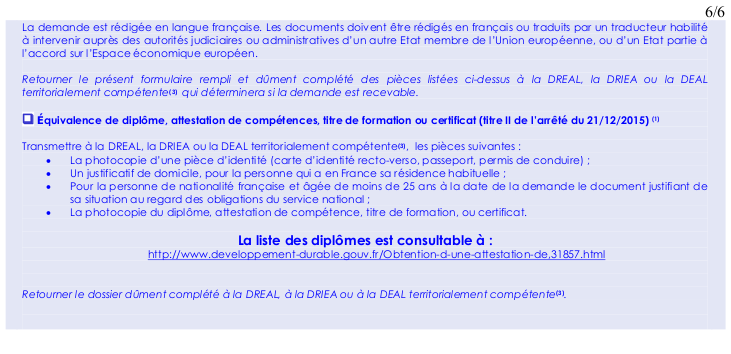 6/6
La demande est rédigée en langue française. Les documents doivent être rédigés en français ou traduits par un traducteur habilité
à intervenir auprès des autorités judiciaires ou administratives d’un autre Etat membre de l’Union européenne, ou d’un Etat partie à
l’accord sur l’Espace économique européen.
Retourner le présent formulaire rempli et dûment complété des pièces listées ci-dessus à la DREAL, la DRIEA ou la DEAL
territorialement compétente(3) qui déterminera si la demande est recevable.
❑ Équivalence de diplôme, attestation de compétences, titre de formation ou certificat (titre II de l’arrêté du 21/12/2015) (1)
Transmettre à la DREAL, la DRIEA ou la DEAL territorialement compétente(3), les pièces suivantes :
• La photocopie d’une pièce d’identité (carte d’identité recto-verso, passeport, permis de conduire) ;
• Un justificatif de domicile, pour la personne qui a en France sa résidence habituelle ;
• Pour la personne de nationalité française et âgée de moins de 25 ans à la date de la demande le document justifiant de
sa situation au regard des obligations du service national ;
• La photocopie du diplôme, attestation de compétence, titre de formation, ou certificat.
La liste des diplômes est consultable à :
http://www.developpement-durable.gouv.fr/Obtention-d-une-attestation-de,31857.html
Retourner le dossier dûment complété à la DREAL, à la DRIEA ou à la DEAL territorialement compétente(3).